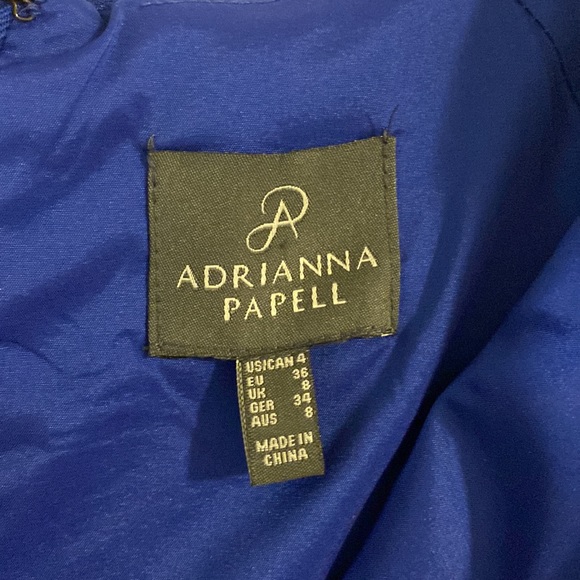 ADRIANNA
PAPELL
US|CAN 4
EU 36
UK 8
GER 34
AUS 8
MADE IN
CHINA